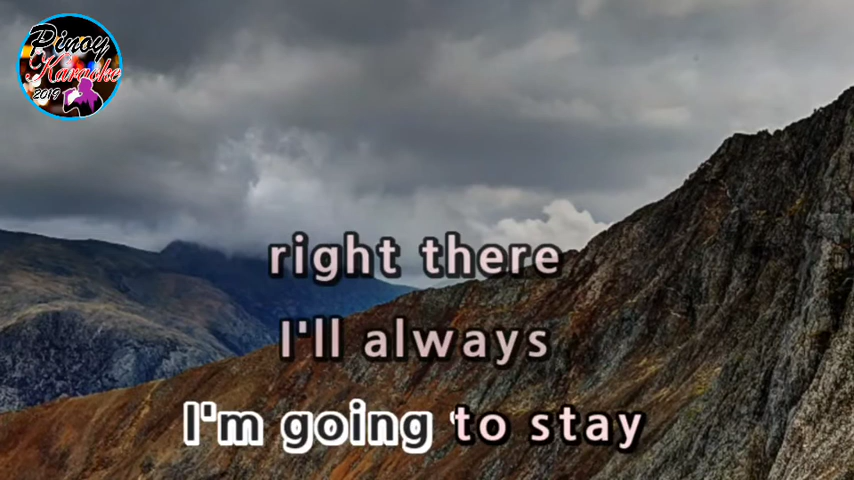 Pinoy
Karaoke
2019
right there
I'll always
I'm going to stay